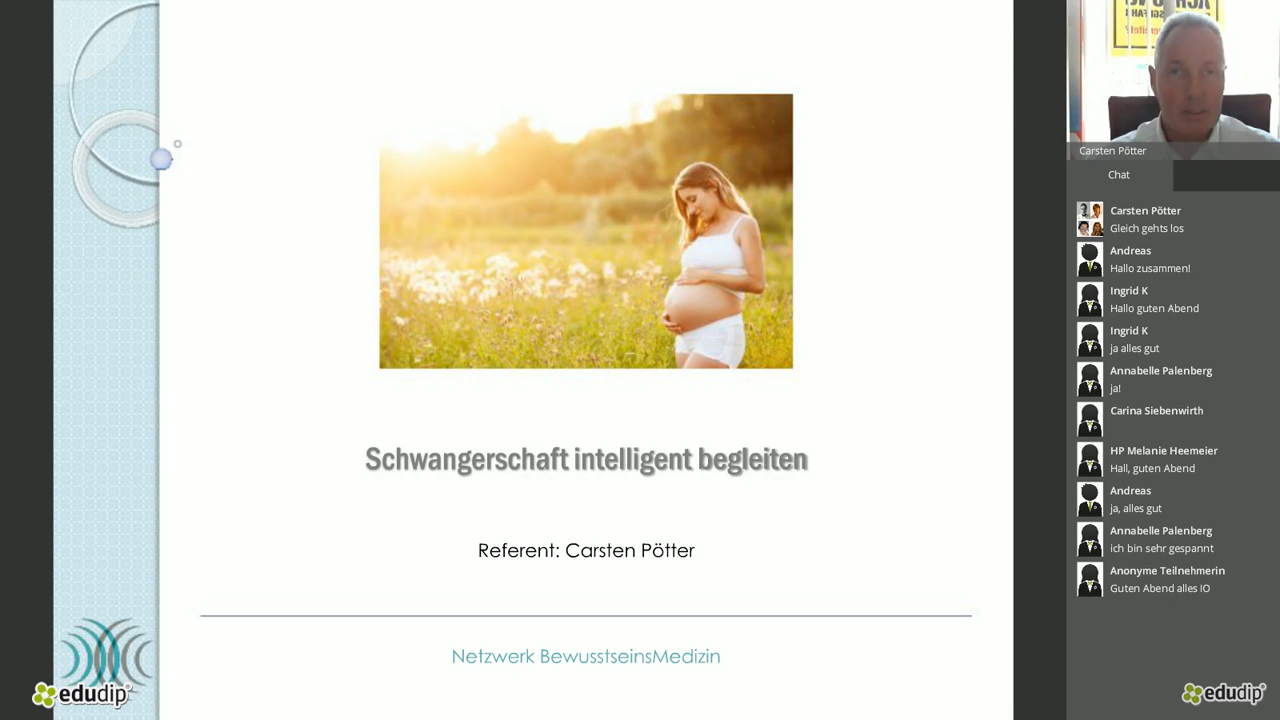 Schwangerschaft intelligent begleiten
Referent: Carsten Pötter
Netzwerk BewusstseinsMedizin
edudip
Carsten Pötter
Chat
Carsten Pötter
Gleich gehts los
Andreas
Hallo zusammen!
Ingrid K
Hallo guten Abend
Ingrid K
ja alles gut
Annabelle Palenberg
ja!
Carina Siebenwirth
HP Melanie Heemeier
Hall, guten Abend
Andreas
ja, alles gut
Annabelle Palenberg
ich bin sehr gespannt
Anonyme Teilnehmerin
Guten Abend alles IO
edudip